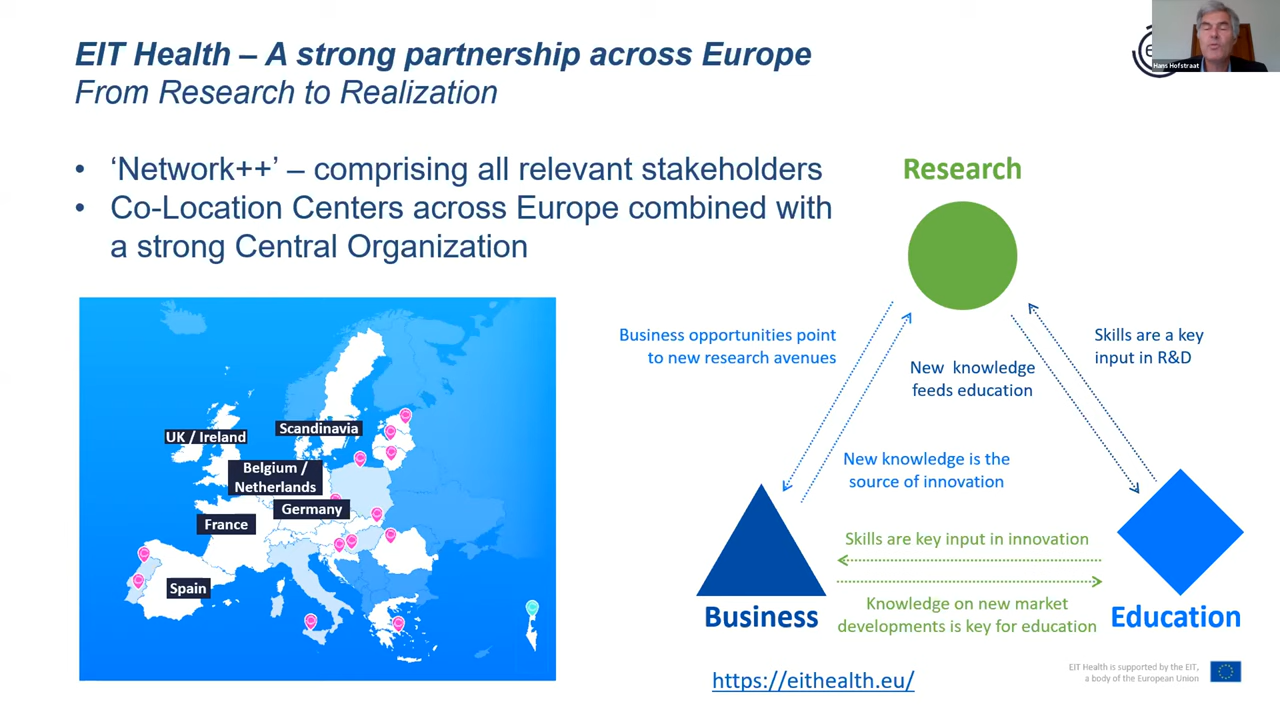 EIT Health – A strong partnership across Europe
From Research to Realization
Hans Hofstraat
• ‘Network++’ – comprising all relevant stakeholders
• Co-Location Centers across Europe combined with
a strong Central Organization
Research
Business opportunities point
to new research avenues
New knowledge
feeds education
Skills are a key
input in R&D
New knowledge is the
source of innovation
Skills are key input in innovation
Knowledge on new market
developments is key for education
Business
Education
UK / Ireland
Scandinavia
Belgium /
Netherlands
Germany
France
Spain
https://eithealth.eu/
EIT Health is supported by the EIT,
a body of the European Union